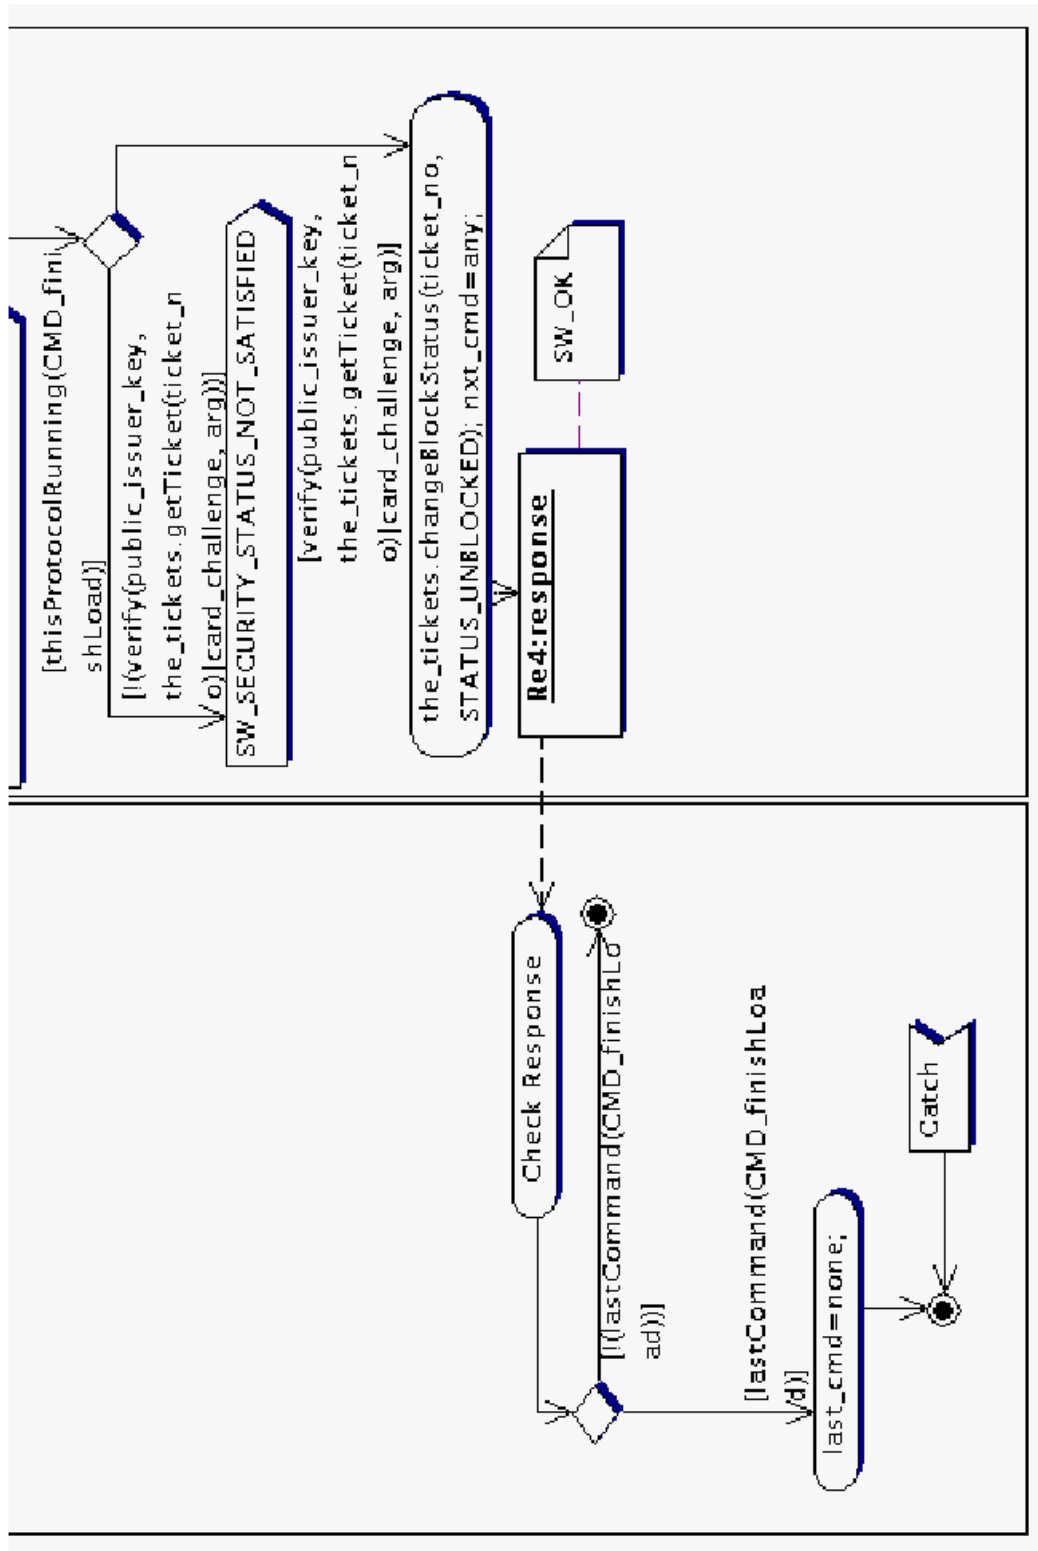 [thisProtocolRunning(CMD_fini
shLoad)]
[!(verify(public_issuer_key,
the_tickets.getTicket(ticket_n
o)|card_challenge, arg))]
SW_SECURITY_STATUS_NOT_SATISFIED
[verify(public_issuer_key,
the_tickets.getTicket(ticket_n
o)|card_challenge, arg)]
the_tickets.changeBlockStatus(ticket_no,
STATUS_UNBLOCKED); nxt_cmd=any;
Re4:response
SW_OK
Check Response
[!(lastCommand(CMD_finishLo
ad))]
[lastCommand(CMD_finishLoa
d)]
last_cmd=none;
Catch